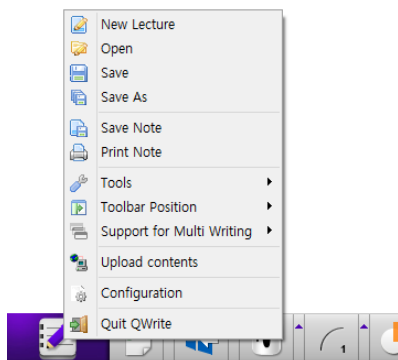 New Lecture
Open
Save
Save As
Save Note
Print Note
Tools
Toolbar Position
Support for Multi Writing
Upload contents
Configuration
Quit QWrite
1